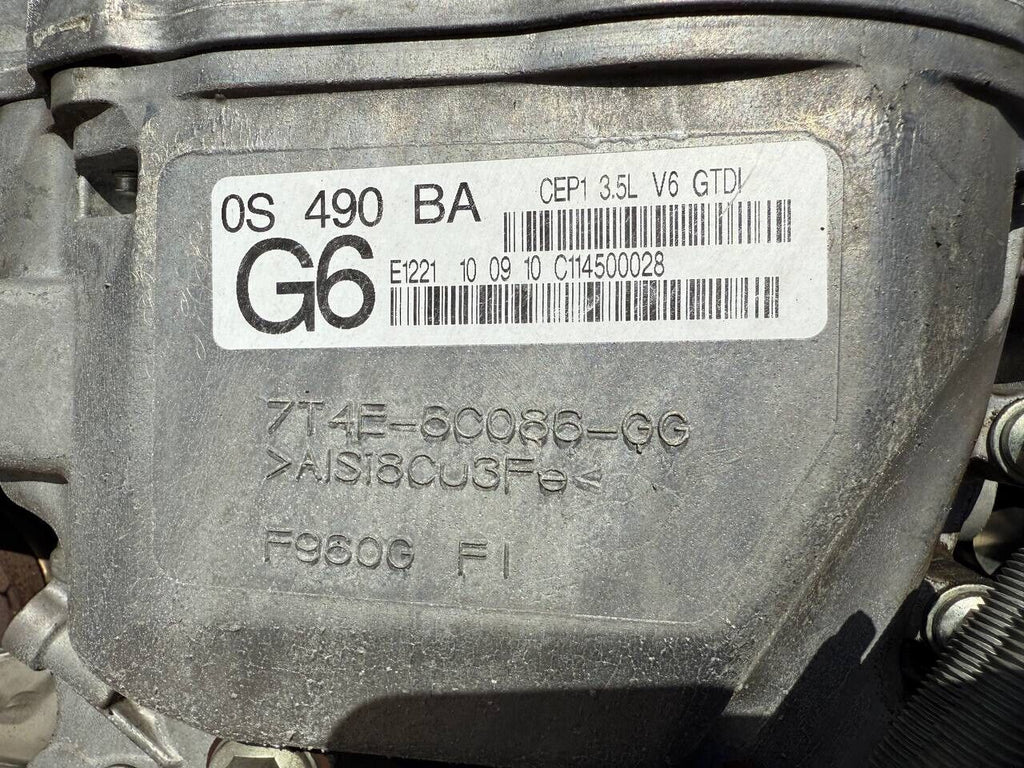 0S 490 BA
CEP1 3.5L V6 GTDI
G6
E1221 10 09 10 C114500028
7T4E-6C086-GG
>AlSi8Cu3Fe<
F960G F1